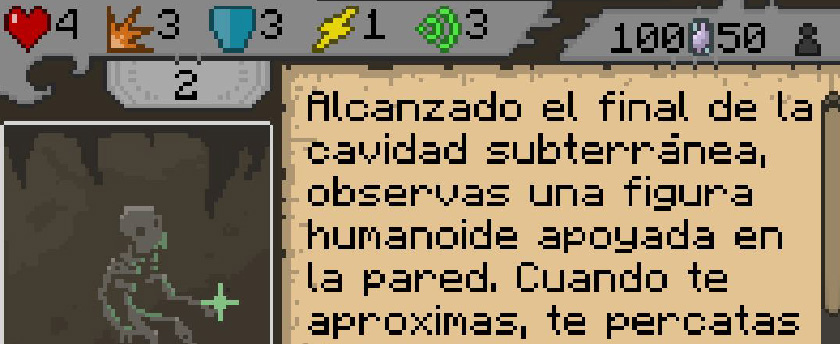 4 3 3 1 3 100 50
2
Alcanzado el final de la
cavidad subterránea,
observas una figura
humanoide apoyada en
la pared. Cuando te
aproximas, te percatas